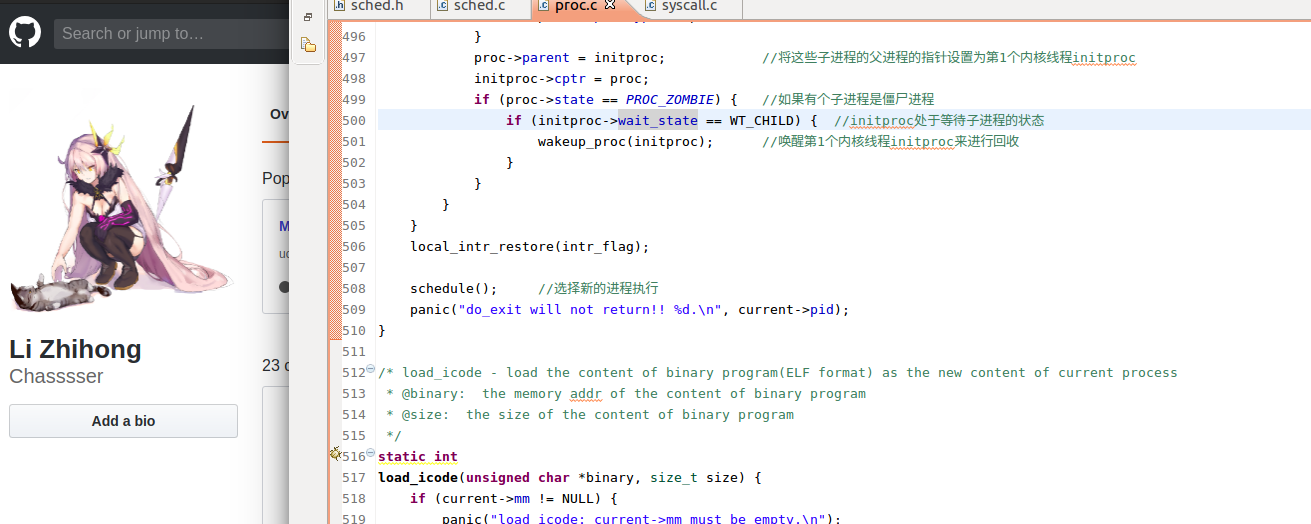 Search or jump to…
Ov
Pop
M
uc
Li Zhihong
Chasssser
Add a bio
23 c
sched.h
sched.c
proc.c
syscall.c
496 }
497 proc->parent = initproc; //将这些子进程的父进程的指针设置为第1个内核线程initproc
498 initproc->cptr = proc;
499 if (proc->state == PROC_ZOMBIE) { //如果有个子进程是僵尸进程
500 if (initproc->wait_state == WT_CHILD) { //initproc处于等待子进程的状态
501 wakeup_proc(initproc); //唤醒第1个内核线程initproc来进行回收
502 }
503 }
504 }
505 }
506 local_intr_restore(intr_flag);
507
508 schedule(); //选择新的进程执行
509 panic("do_exit will not return!! %d.\n", current->pid);
510 }
511
512 /* load_icode - load the content of binary program(ELF format) as the new content of current process
513 * @binary: the memory addr of the content of binary program
514 * @size: the size of the content of binary program
515 */
516 static int
517 load_icode(unsigned char *binary, size_t size) {
518 if (current->mm != NULL) {
519 panic("load_icode: current->mm must be empty.\n");